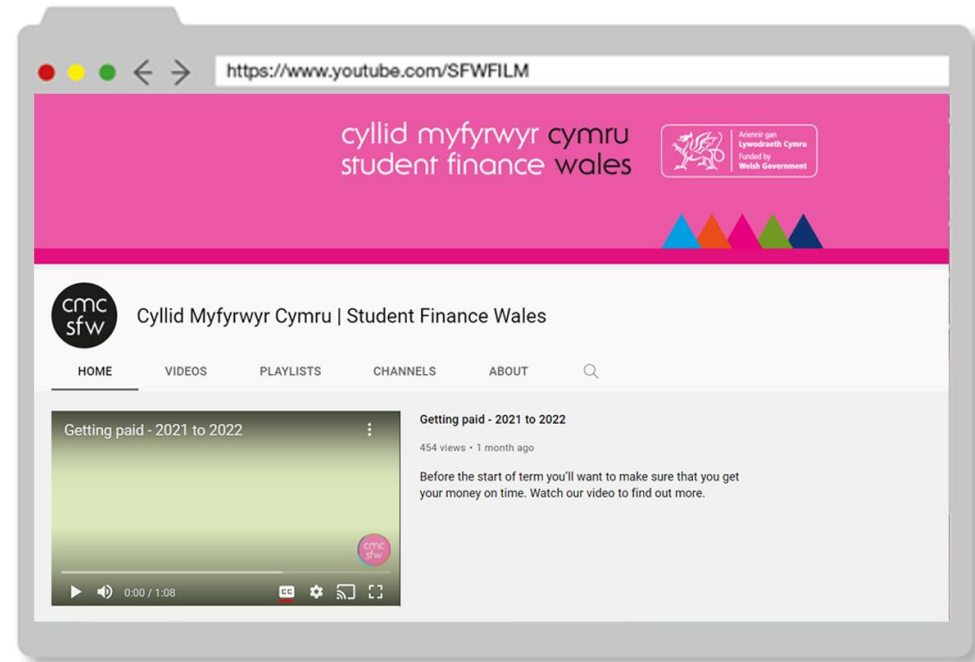 https://www.youtube.com/SFWFILM
cyllid myfyrwyr cymru
student finance wales
Ariennir gan
Lywodraeth Cymru
Funded by
Welsh Government
cmc
sfw
Cyllid Myfyrwyr Cymru | Student Finance Wales
HOME VIDEOS PLAYLISTS CHANNELS ABOUT
Getting paid - 2021 to 2022
Getting paid - 2021 to 2022
454 views • 1 month ago
Before the start of term you'll want to make sure that you get
your money on time. Watch our video to find out more.
cmc
sfw
0:00 / 1:08
CC